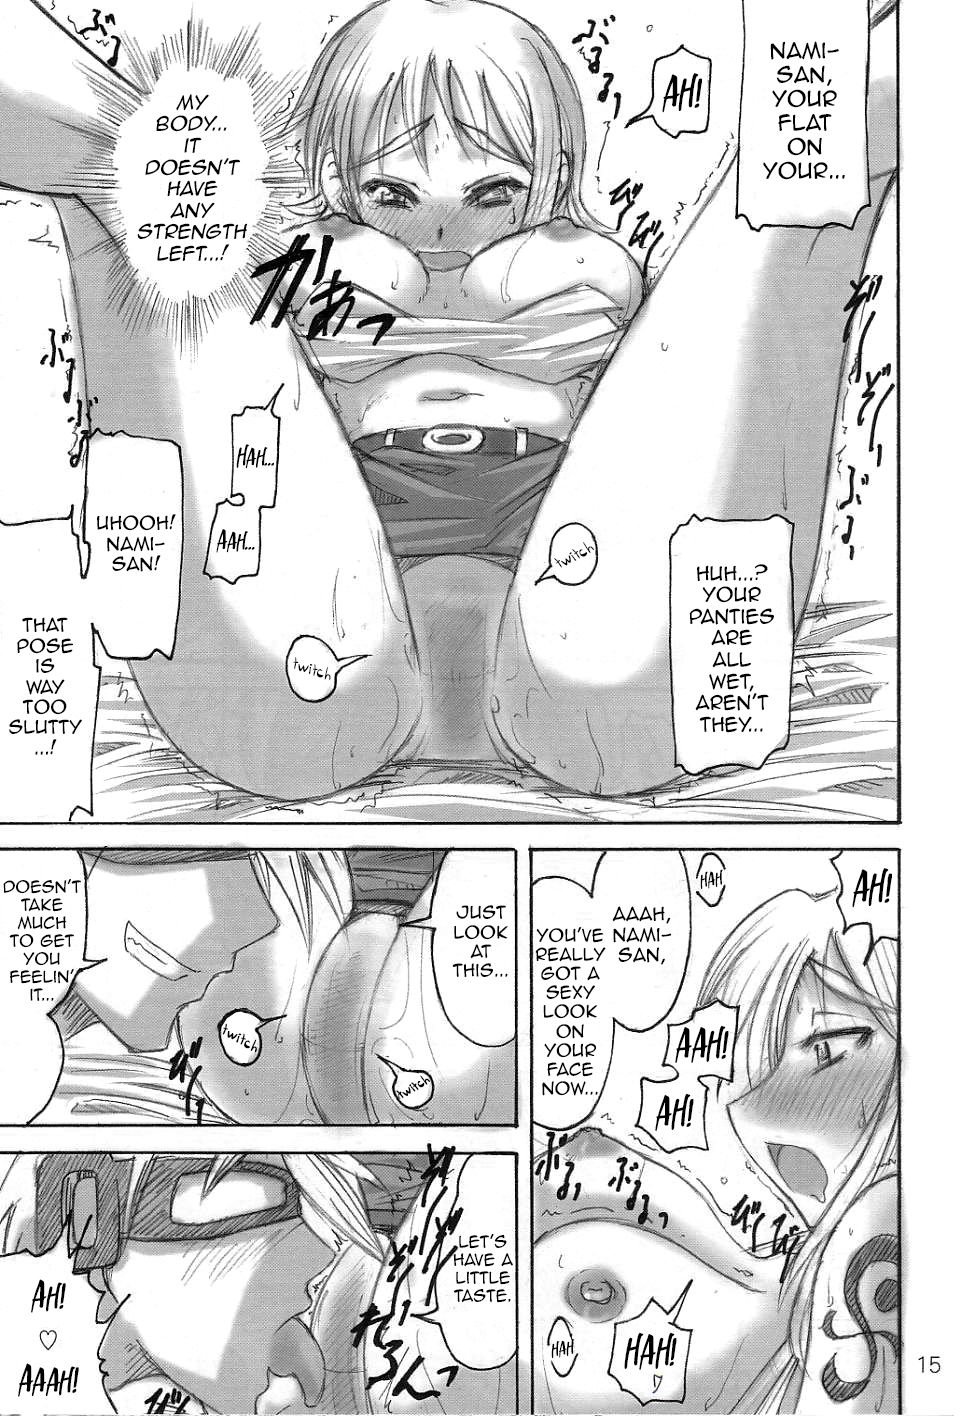 NAMI-
SAN,
YOUR
FLAT
ON
YOUR...
AH!
MY
BODY...
IT
DOESN'T
HAVE
ANY
STRENGTH
LEFT...!
HUH...?
YOUR
PANTIES
ARE
ALL
WET,
AREN'T
THEY...
twitch
twitch
HAH...
AAH...
UHOOH!
NAMI-
SAN!
THAT
POSE IS
WAY
TOO
SLUTTY
...!
AH!
HAH
AAAH,
NAMI-
SAN,
YOU'VE
REALLY
GOT A
SEXY
LOOK
ON
YOUR
FACE
NOW...
AAH!
AH!
HAH
HAH!
JUST
LOOK
AT
THIS...
DOESN'T
TAKE
MUCH
TO GET
YOU
FEELIN'
IT...
twitch
twitch
LET'S
HAVE A
LITTLE
TASTE.
AH!
♡
AAAH!
15